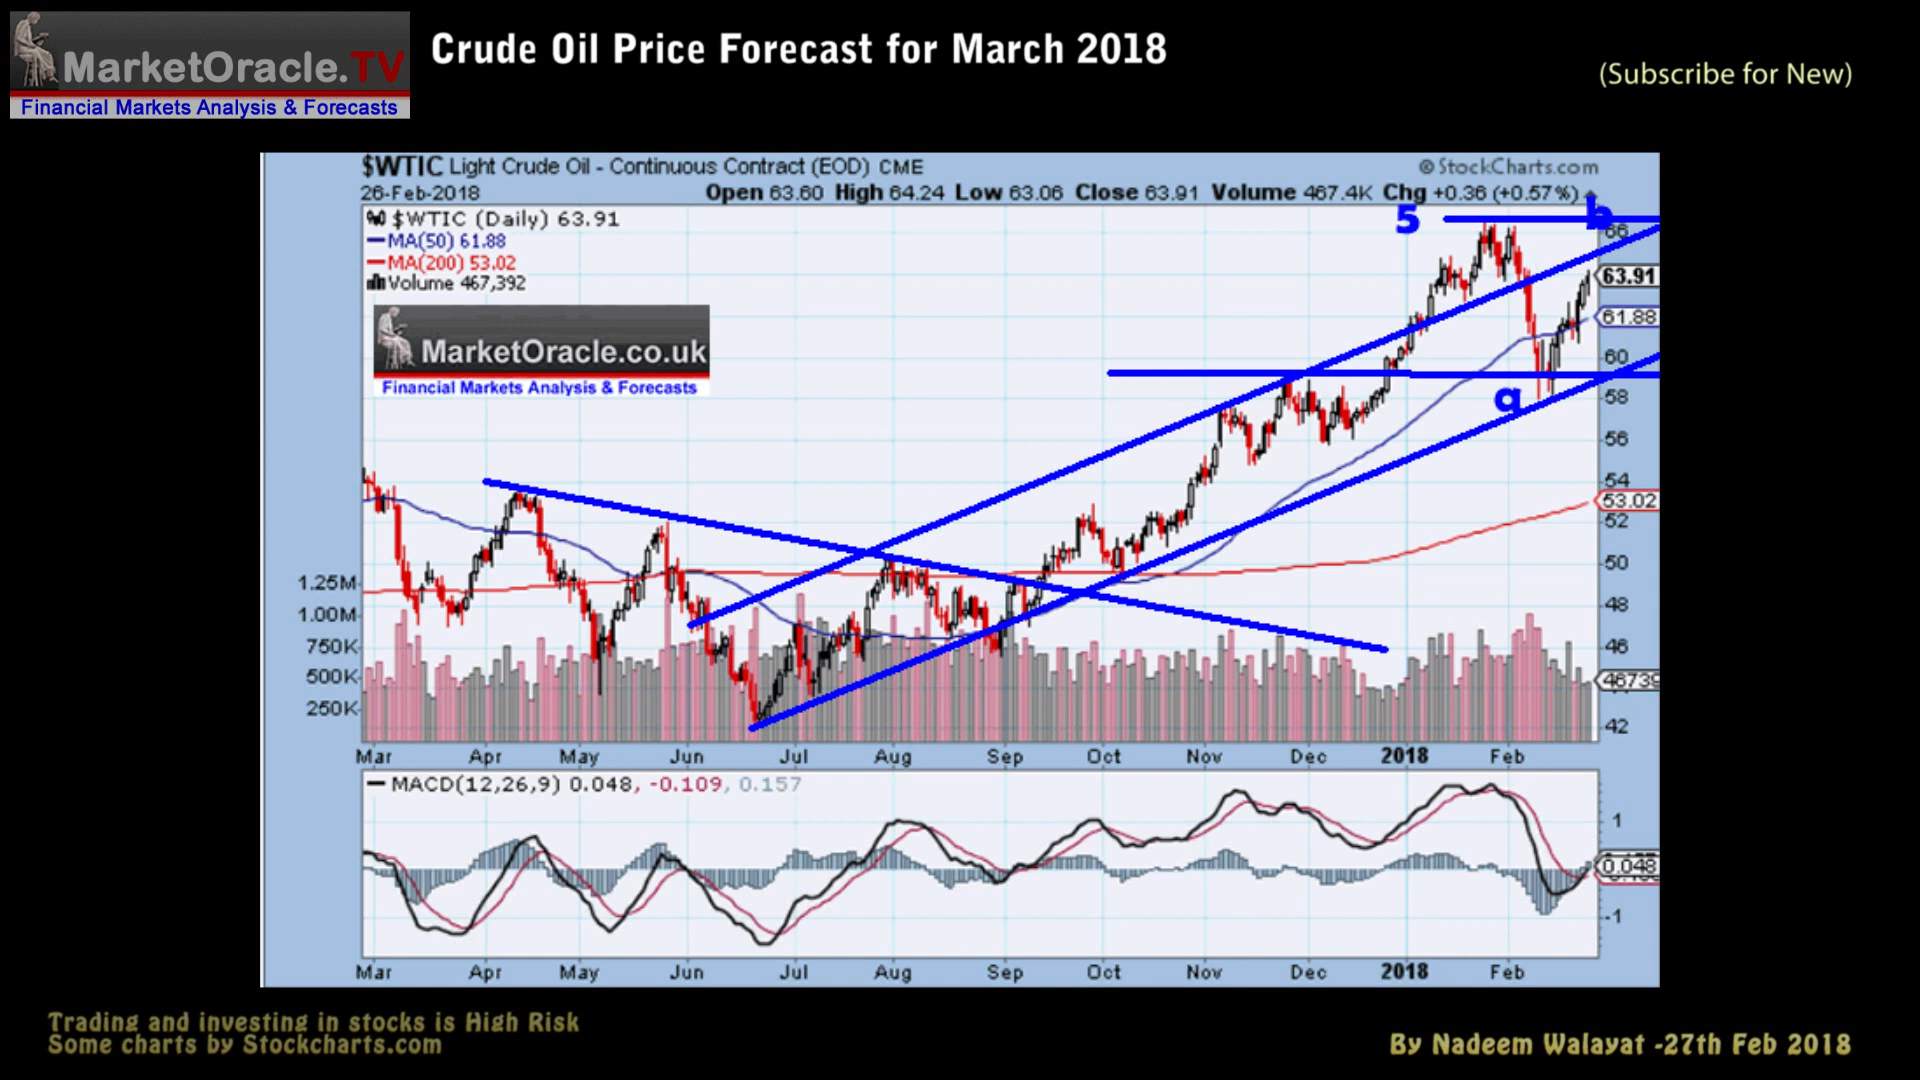 MarketOracle.TV
Financial Markets Analysis & Forecasts
Crude Oil Price Forecast for March 2018
(Subscribe for New)
$WTIC Light Crude Oil - Continuous Contract (EOD) CME
©StockCharts.com
26-Feb-2018
Open 63.60 High 64.24 Low 63.06 Close 63.91 Volume 467.4K Chg +0.36 (+0.57%)
$WTIC (Daily) 63.91
MA(50) 61.88
MA(200) 53.02
Volume 467,392
MarketOracle.co.uk
Financial Markets Analysis & Forecasts
5
b
a
66
63.91
61.88
60
58
56
54
53.02
52
50
48
46
42
1.25M
1.00M
750K
500K
250K
Mar Apr May Jun Jul Aug Sep Oct Nov Dec 2018 Feb
MACD(12,26,9) 0.048, -0.109, 0.157
1
0.048
-1
Mar Apr May Jun Jul Aug Sep Oct Nov Dec 2018 Feb
Trading and investing in stocks is High Risk
Some charts by Stockcharts.com
By Nadeem Walayat -27th Feb 2018